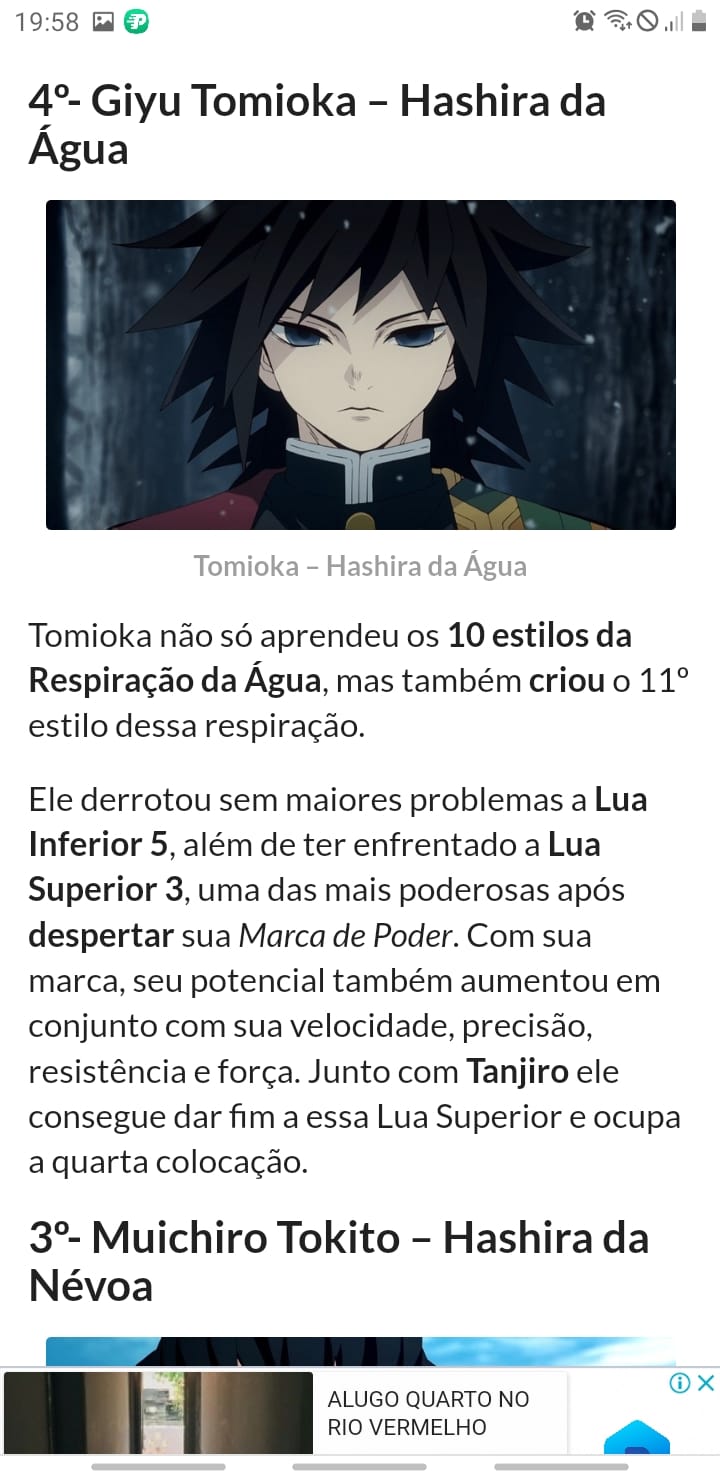 19:58
4º- Giyu Tomioka – Hashira da
Água
Tomioka – Hashira da Água
Tomioka não só aprendeu os 10 estilos da
Respiração da Água, mas também criou o 11º
estilo dessa respiração.
Ele derrotou sem maiores problemas a Lua
Inferior 5, além de ter enfrentado a Lua
Superior 3, uma das mais poderosas após
despertar sua Marca de Poder. Com sua
marca, seu potencial também aumentou em
conjunto com sua velocidade, precisão,
resistência e força. Junto com Tanjiro ele
consegue dar fim a essa Lua Superior e ocupa
a quarta colocação.
3º- Muichiro Tokito – Hashira da
Névoa
ALUGO QUARTO NO
RIO VERMELHO